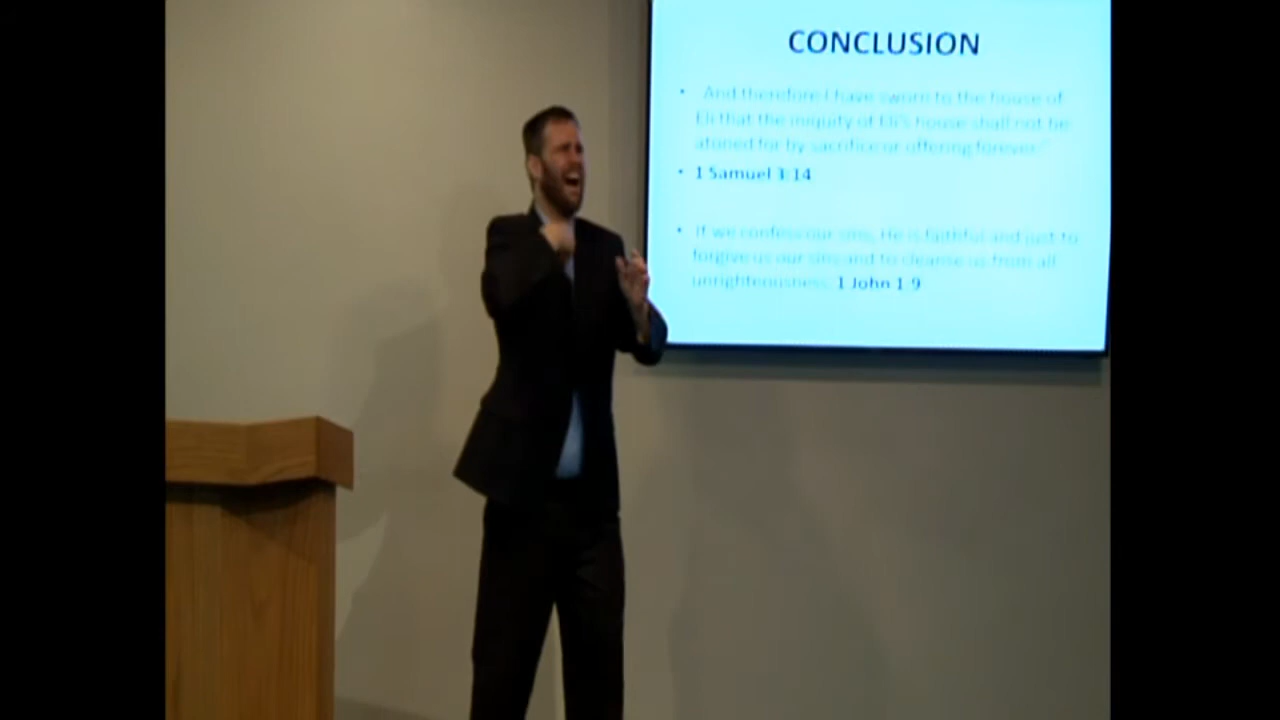 CONCLUSION
• And therefore I have sworn to the house of
Eli that the iniquity of Eli's house shall not be
atoned for by sacrifice or offering forever."
• 1 Samuel 3:14
• If we confess our sins, He is faithful and just to
forgive us our sins and to cleanse us from all
unrighteousness. 1 John 1 9